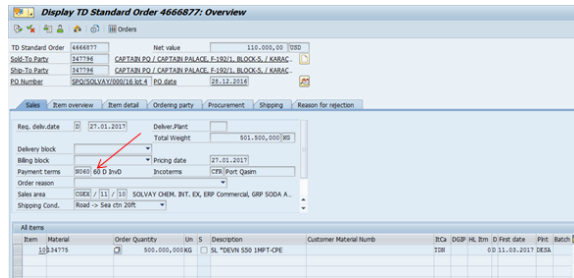 Display TD Standard Order 4666877: Overview
Orders
TD Standard Order 4666877 Net value 110.000,00 USD
Sold-To Party 347796 CAPTAIN PQ / CAPTAIN PALACE, F-192/1, BLOCK-5, / KARAC..
Ship-To Party 347796 CAPTAIN PQ / CAPTAIN PALACE, F-192/1, BLOCK-5, / KARAC..
PO Number SPO/SOLVAY/000/16 lot 4 PO date 28.12.2016
Sales Item overview Item detail Ordering party Procurement Shipping Reason for rejection
Req. deliv.date D 27.01.2017 Deliver.Plant
Total Weight 501.500,000 KG
Delivery block
Billing block Pricing date 27.01.2017
Payment terms 60 D InvD Incoterms CFR Port Qasim
Order reason
Sales area / 11 / 10 SOLVAY CHEM. INT. EX, ERP Commercial, GRP SODA A...
Shipping Cond. Road -> Sea ctn 20ft
All items
Item Material Order Quantity Un S Description Customer Material Numb ItCa DGIP HL Itm D First date Plnt Batch
10 134775 500.000,000 KG SL *DEVN S50 1MPT-CPE 0 D 11.03.2017